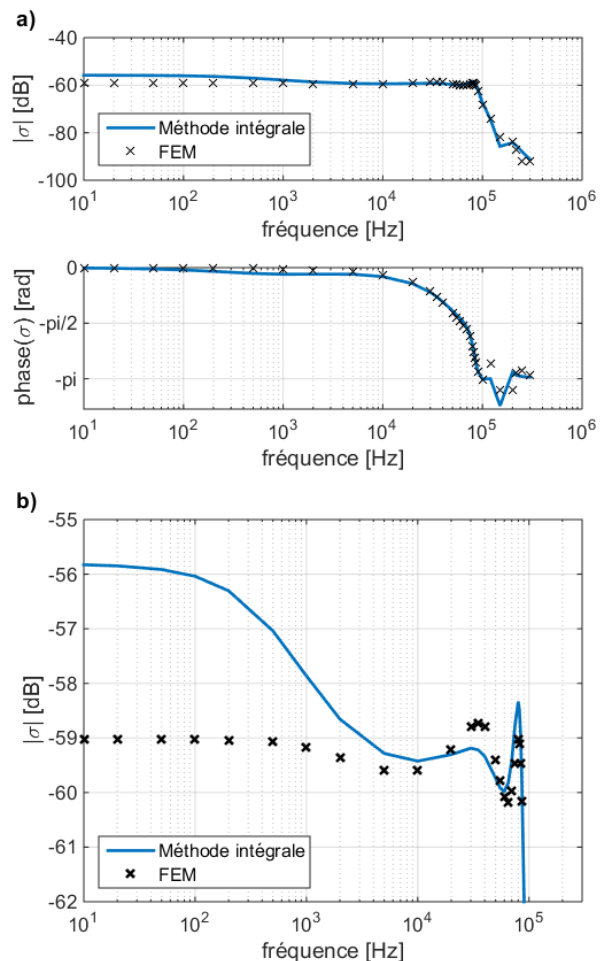 a)
-40
-60
-80
-100
|σ| [dB]
Méthode intégrale
FEM
10^1 10^2 10^3 10^4 10^5 10^6
fréquence [Hz]
0
-pi/2
-pi
phase(σ) [rad]
10^1 10^2 10^3 10^4 10^5 10^6
fréquence [Hz]
b)
-55
-56
-57
-58
-59
-60
-61
-62
|σ| [dB]
Méthode intégrale
FEM
10^1 10^2 10^3 10^4 10^5
fréquence [Hz]